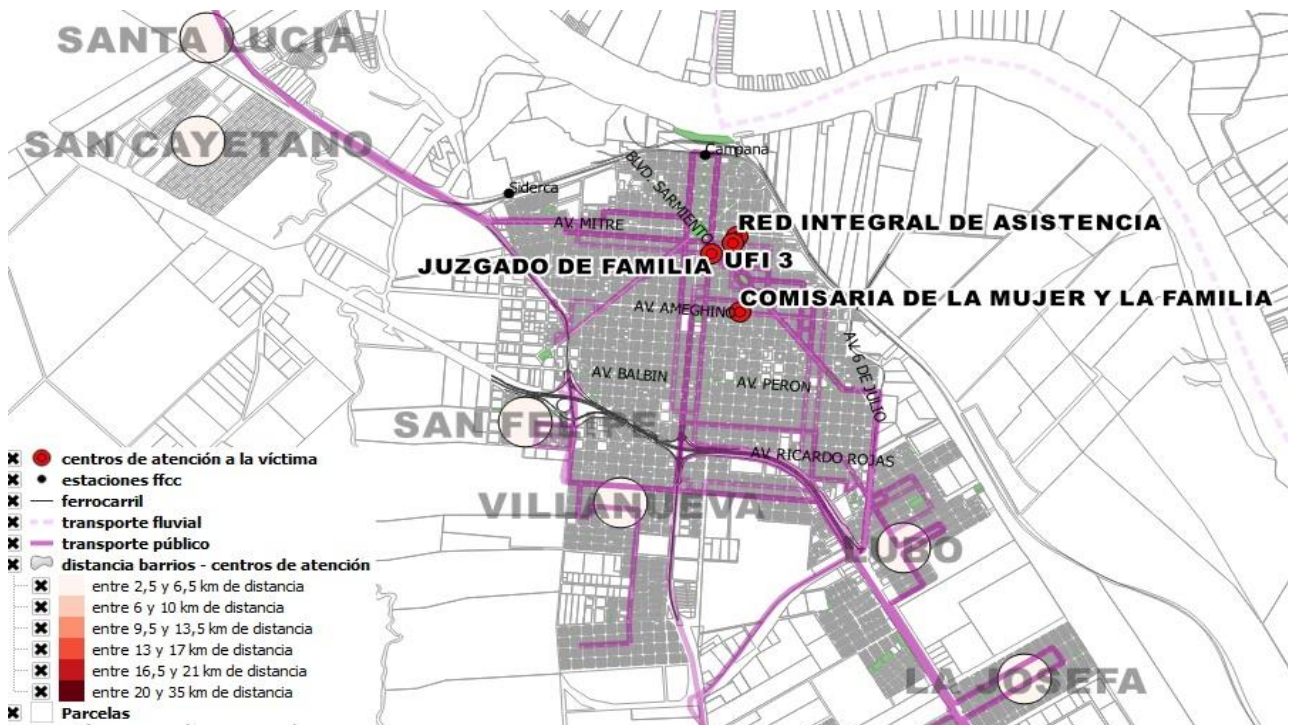 SANTA LUCIA
SAN CAYETANO
Campana
Siderca
BLVD. SARMIENTO
AV. MITRE
RED INTEGRAL DE ASISTENCIA
UFI 3
JUZGADO DE FAMILIA
COMISARIA DE LA MUJER Y LA FAMILIA
AV. AMEGHINO
AV. 6 DE JULIO
AV. BALBIN
AV. PERON
SAN FELIPE
AV. RICARDO ROJAS
VILLANUEVA
LUBO
LA JOSEFA
centros de atención a la víctima
estaciones ffcc
ferrocarril
transporte fluvial
transporte público
distancia barrios - centros de atención
entre 2,5 y 6,5 km de distancia
entre 6 y 10 km de distancia
entre 9,5 y 13,5 km de distancia
entre 13 y 17 km de distancia
entre 16,5 y 21 km de distancia
entre 20 y 35 km de distancia
Parcelas